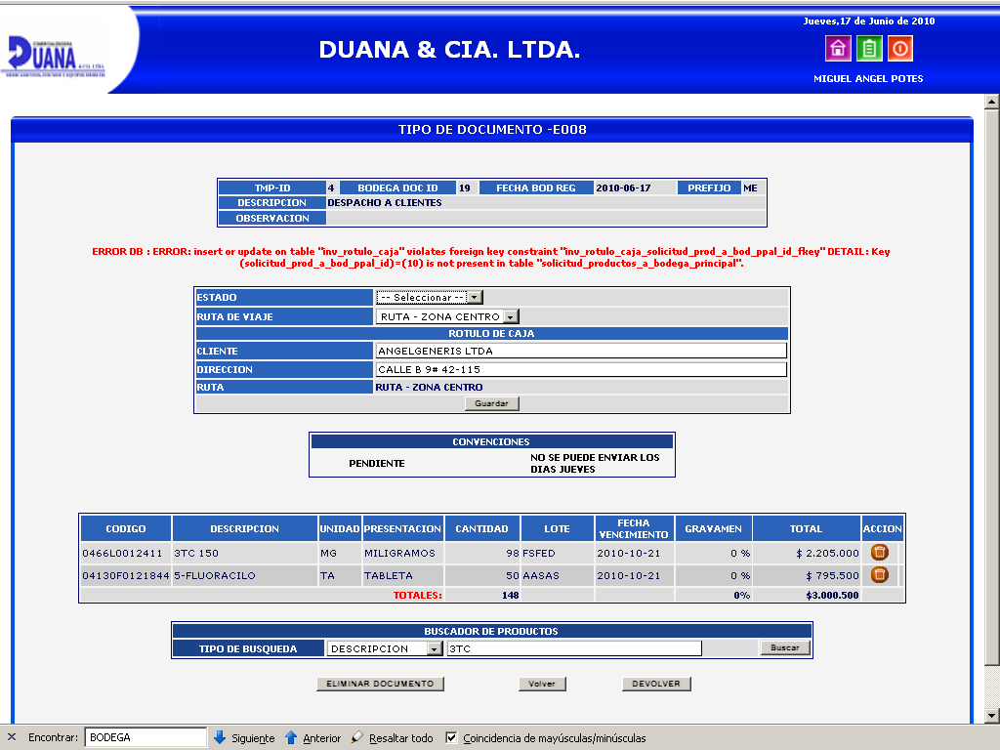 Jueves,17 de Junio de 2010
COMERCIALIZADORA
DUANA & CIA. LTDA.
DUANA
MIGUEL ANGEL POTES
TIPO DE DOCUMENTO -E008
TMP-ID 4 BODEGA DOC ID 19 FECHA BOD REG 2010-06-17 PREFIJO ME
DESCRIPCION DESPACHO A CLIENTES
OBSERVACION
ERROR DB : ERROR: insert or update on table "inv_rotulo_caja" violates foreign key constraint "inv_rotulo_caja_solicitud_prod_a_bod_ppal_id_fkey" DETAIL: Key
(solicitud_prod_a_bod_ppal_id)=(10) is not present in table "solicitud_productos_a_bodega_principal".
ESTADO -- Seleccionar --
RUTA DE VIAJE RUTA - ZONA CENTRO
ROTULO DE CAJA
CLIENTE ANGELGENERIS LTDA
DIRECCION CALLE B 9# 42-115
RUTA RUTA - ZONA CENTRO
Guardar
CONVENCIONES
PENDIENTE NO SE PUEDE ENVIAR LOS
DIAS JUEVES
CODIGO DESCRIPCION UNIDAD PRESENTACION CANTIDAD LOTE FECHA VENCIMIENTO GRAVAMEN TOTAL ACCION
0466L0012411 3TC 150 MG MILIGRAMOS 98 FSFED 2010-10-21 0 % $ 2.205.000
04130F0121844 5-FLUORACILO TA TABLETA 50 AASAS 2010-10-21 0 % $ 795.500
TOTALES: 148 0% $3.000.500
BUSCADOR DE PRODUCTOS
TIPO DE BUSQUEDA DESCRIPCION 3TC Buscar
ELIMINAR DOCUMENTO Volver DEVOLVER
Encontrar: BODEGA Siguiente Anterior Resaltar todo Coincidencia de mayúsculas/minúsculas